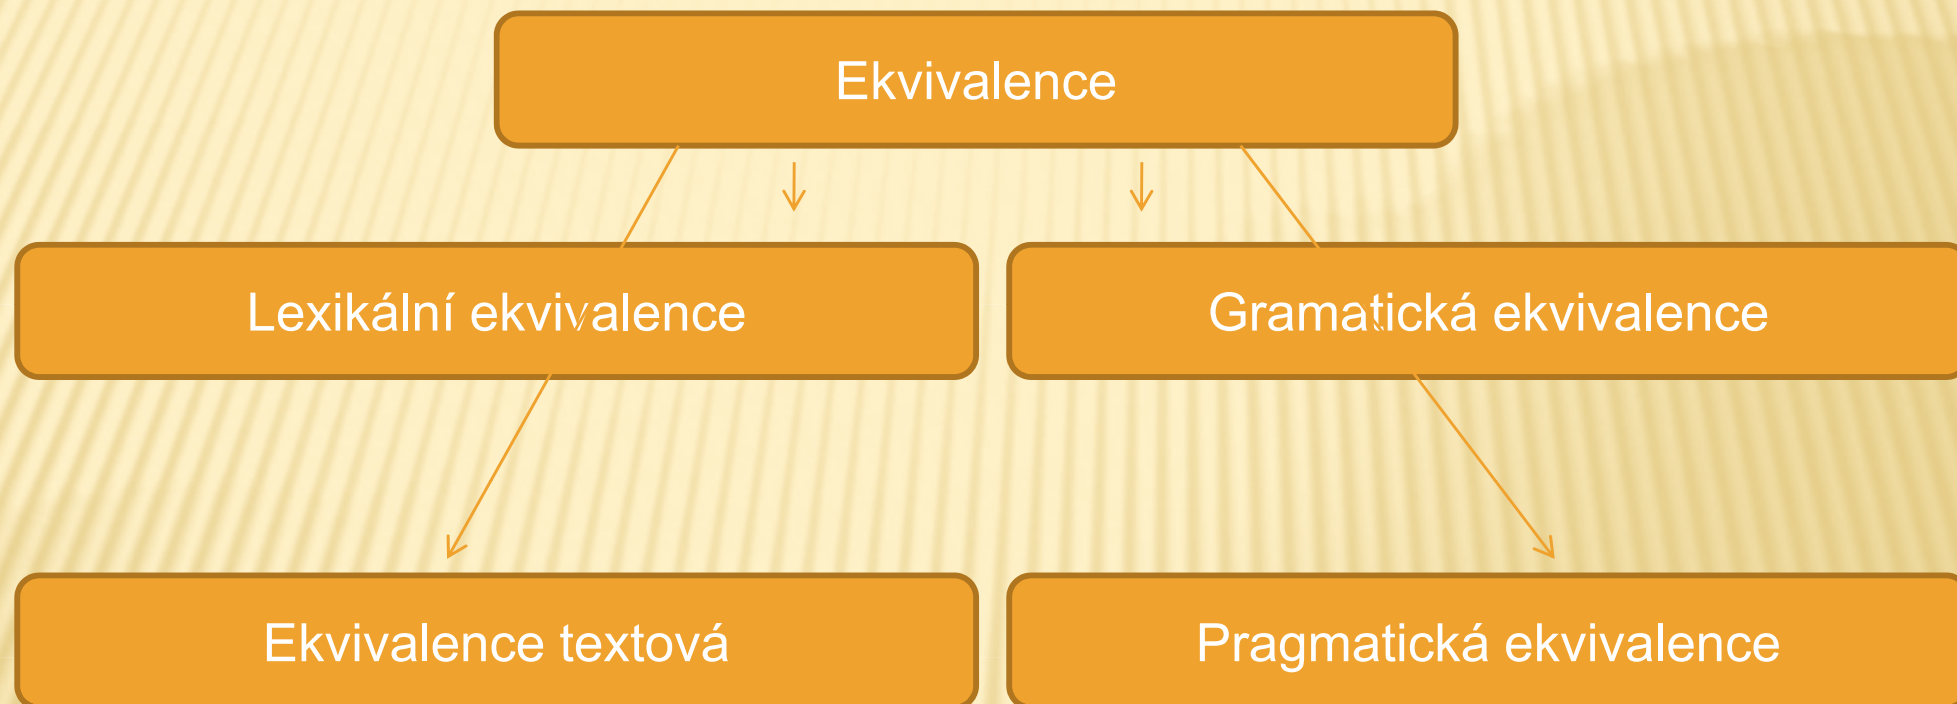 Ekvivalence
Lexikální ekvivalence
Gramatická ekvivalence
Ekvivalence textová
Pragmatická ekvivalence